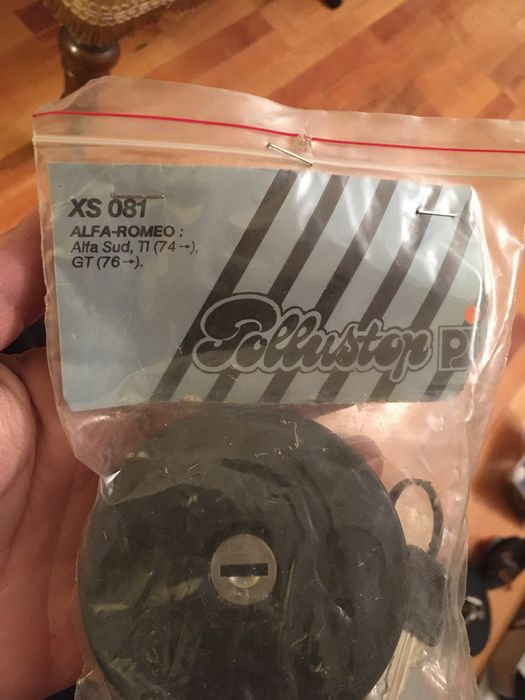 XS 081
ALFA-ROMEO :
Alfa Sud, TI (74→),
GT (76→).
Pollustop P